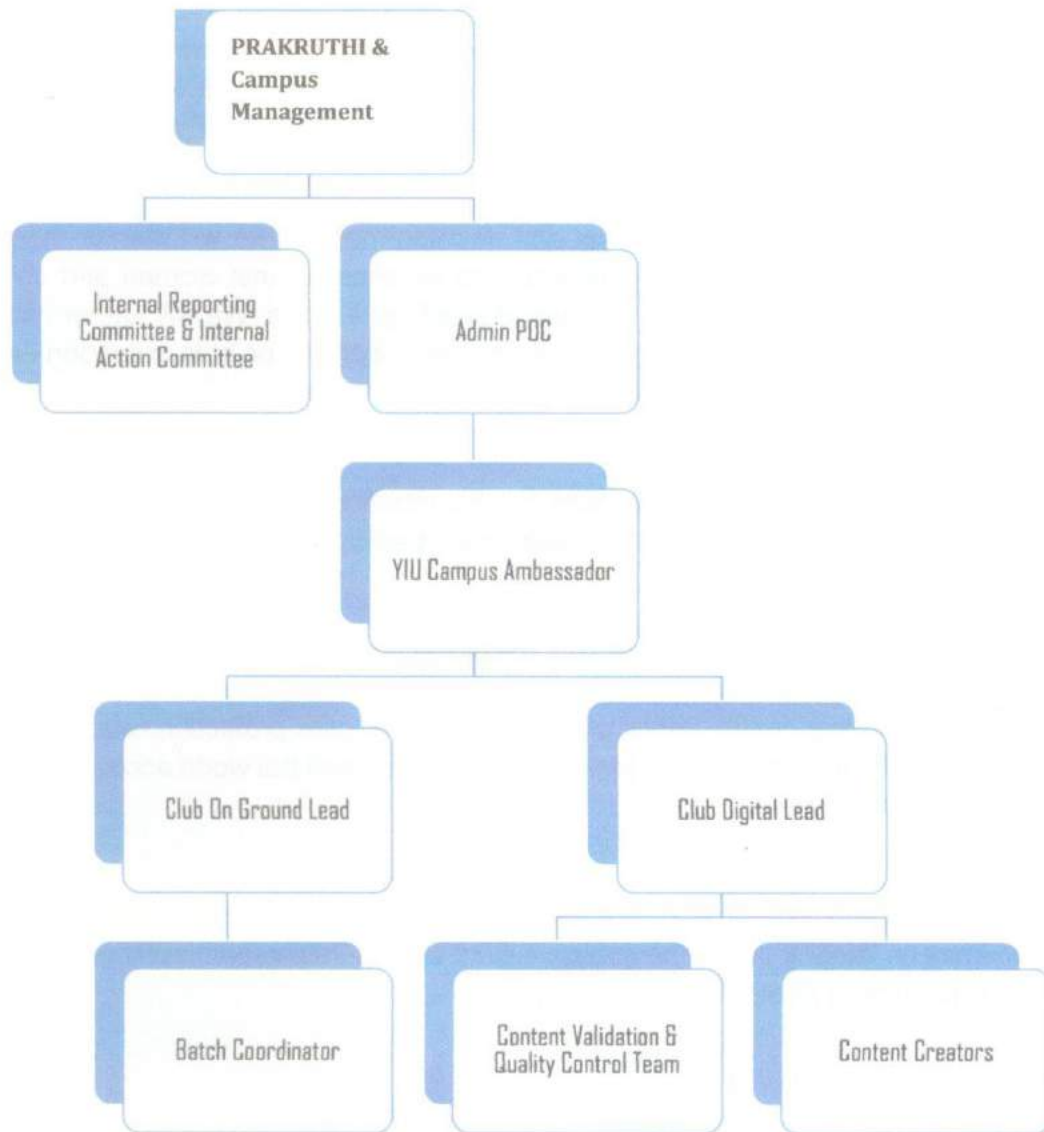 PRAKRUTHI &
Campus
Management
Internal Reporting
Committee & Internal
Action Committee
Admin POC
YIU Campus Ambassador
Club On Ground Lead
Club Digital Lead
Batch Coordinator
Content Validation &
Quality Control Team
Content Creators